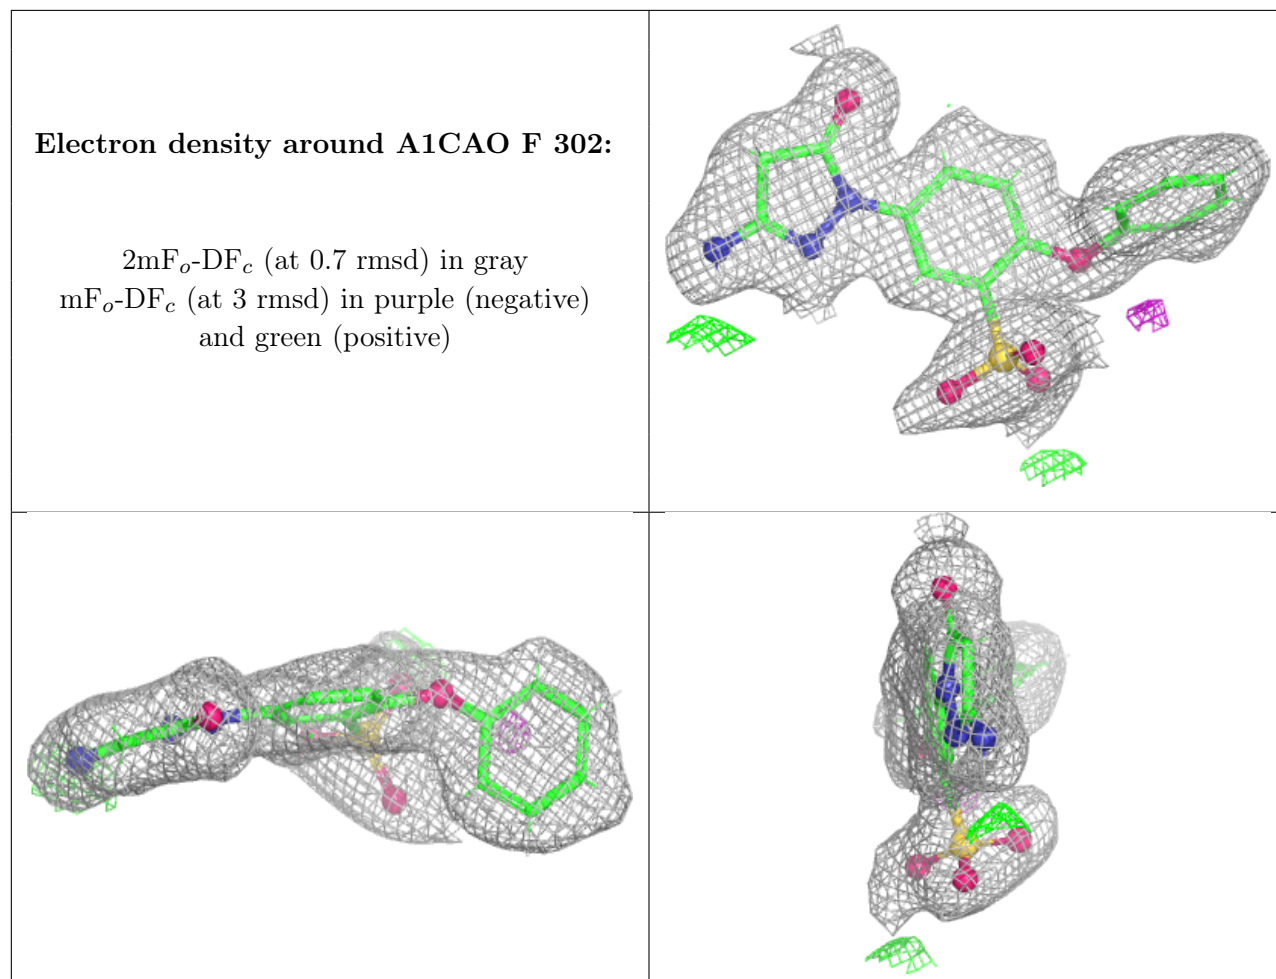 Electron density around A1CAO F 302:
2mFo-DFc (at 0.7 rmsd) in gray
mFo-DFc (at 3 rmsd) in purple (negative)
and green (positive)